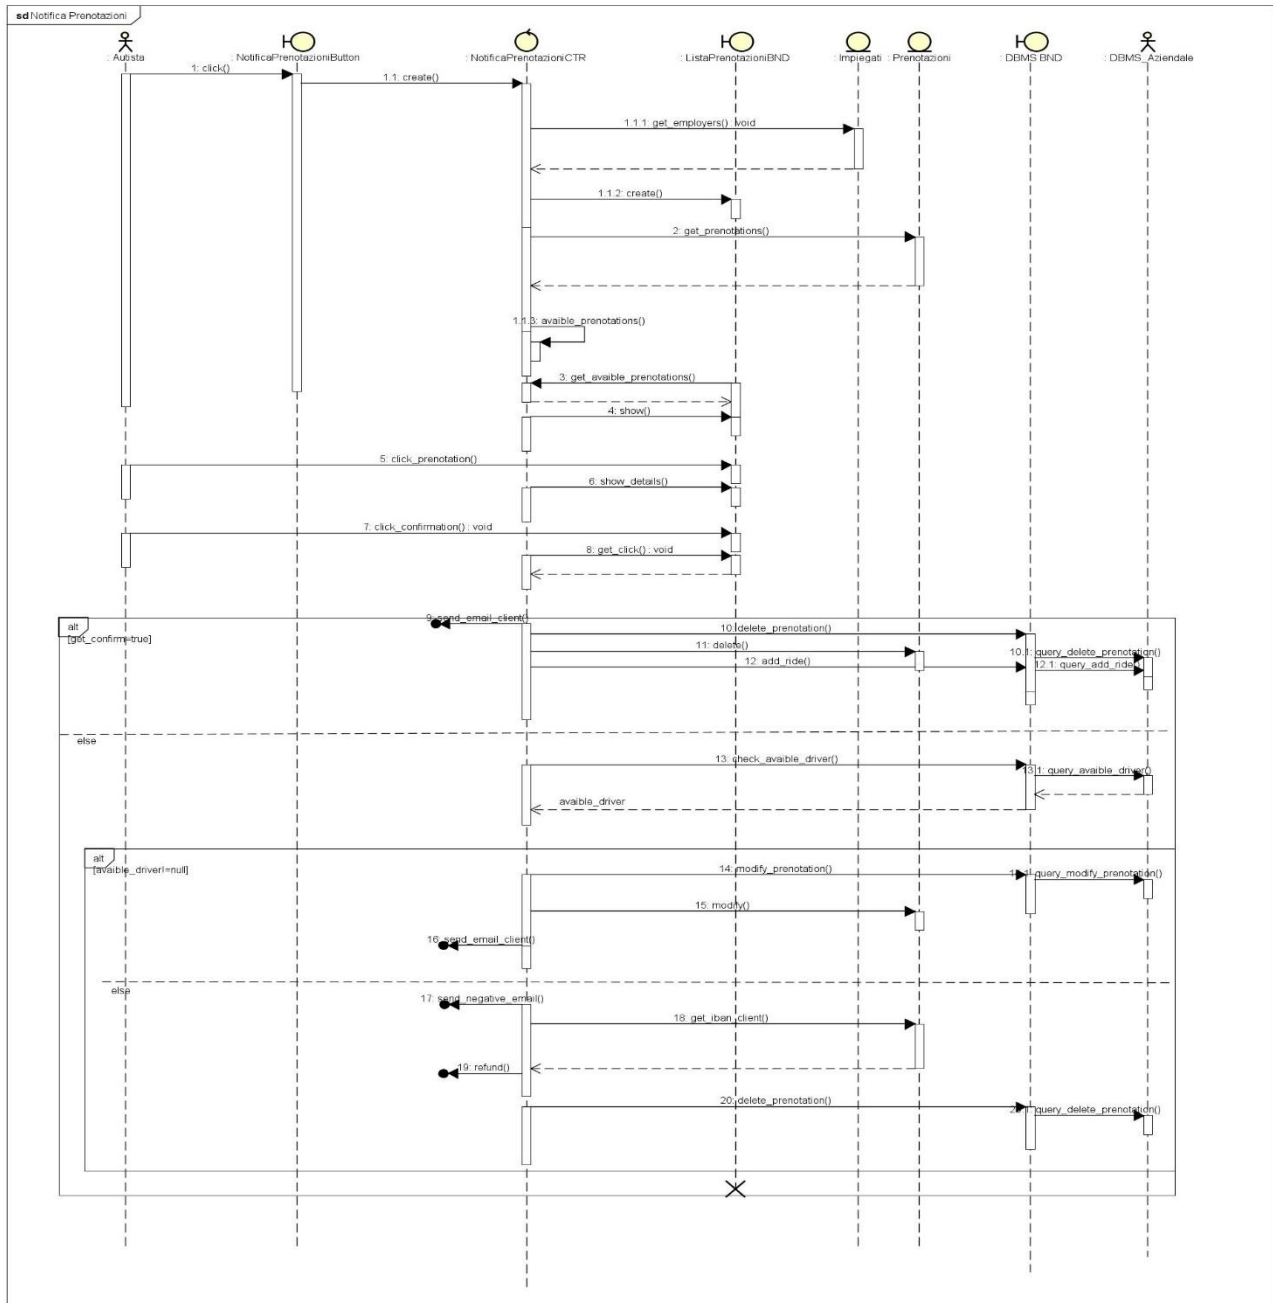 sd Notifica Prenotazioni
: Autista
: NotificaPrenotazioniButton
: NotificaPrenotazioniCTR
: ListaPrenotazioniBND
: Impiegati
: Prenotazioni
: DBMS BND
: DBMS_Aziendale
1: click()
1.1: create()
1.1.1: get_employers() : void
1.1.2: create()
2: get_prenotations()
1.1.3: avaible_prenotations()
3: get_avaible_prenotations()
4: show()
5: click_prenotation()
6: show_details()
7: click_confirmation() : void
8: get_click() : void
alt
[get_confirm=true]
9: send_email_client()
10: delete_prenotation()
11: delete()
10.1: query_delete_prenotation()
12: add_ride()
12.1: query_add_ride()
else
13: check_avaible_driver()
13.1: query_avaible_driver()
avaible_driver
alt
[avaible_driver!=null]
14: modify_prenotation()
query_modify_prenotation()
15: modify()
16: send_email_client()
else
17: send_negative_email()
18: get_iban_client()
19: refund()
20: delete_prenotation()
query_delete_prenotation()